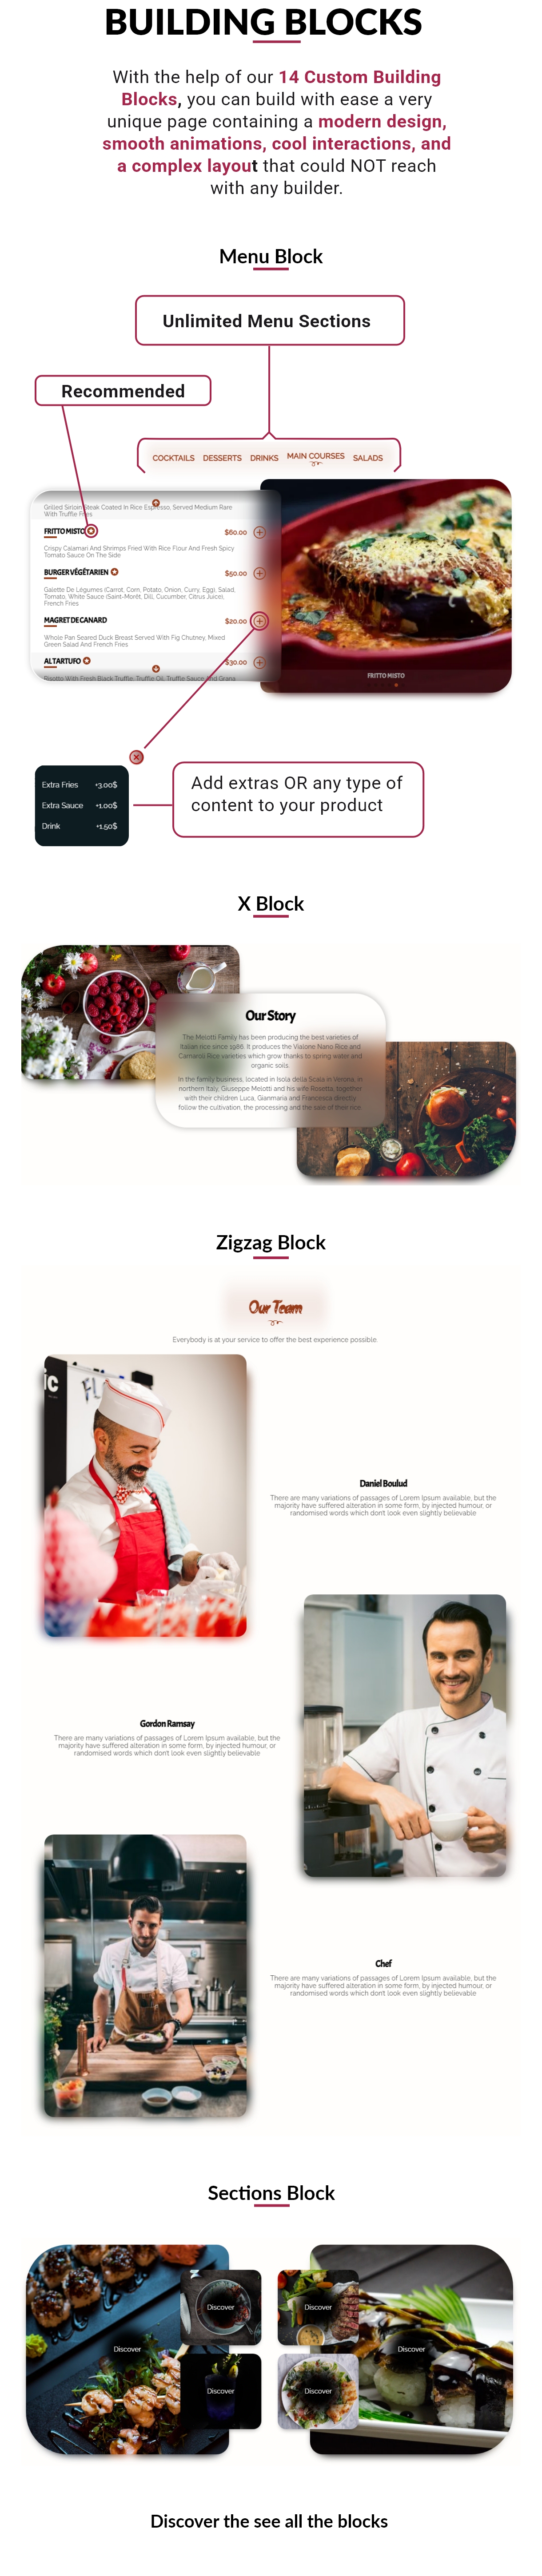 BUILDING BLOCKS
With the help of our 14 Custom Building
Blocks, you can build with ease a very
unique page containing a modern design,
smooth animations, cool interactions, and
a complex layout that could NOT reach
with any builder.
Menu Block
Unlimited Menu Sections
Recommended
COCKTAILS DESSERTS DRINKS MAIN COURSES SALADS
Grilled Sirloin Steak Coated In Rice Espresso, Served Medium Rare
With Truffle Fries
FRITTO MISTO $60.00
Crispy Calamari And Shrimps Fried With Rice Flour And Fresh Spicy
Tomato Sauce On The Side
BURGER VÉGÉTARIEN $50.00
Galette De Légumes (Carot, Corn, Potato, Onion, Curry, Egg), Salad,
Tomato, White Sauce (Saint-Morêt, Dill, Cucumber, Citrus Juice),
French Fries
MAGRET DE CANARD $20.00
Whole Pan Seared Duck Breast Served With Fig Chutney, Mixed
Green Salad And French Fries
AL TARTUFO $30.00
Risotto With Fresh Black Truffle, Truffle Oil, Truffle Sauce And Grana
FRITTO MISTO
Extra Fries +3.00$
Extra Sauce +1.00$
Drink +1.50$
Add extras OR any type of
content to your product
X Block
Our Story
The Melotti Family has been producing the best varieties of
Italian rice since 1986. It produces the Vialone Nano Rice and
Carnaroli Rice varieties which grow thanks to spring water and
organic soils.
In the family business, located in Isola della Scala in Verona, in
northern Italy, Giuseppe Melotti and his wife Rosetta, together
with their children Luca, Gianmaria and Francesca directly
follow the cultivation, the processing and the sale of their rice.
Zigzag Block
Our Team
Everybody is at your service to offer the best experience possible.
Daniel Boulud
There are many variations of passages of Lorem Ipsum available, but the
majority have suffered alteration in some form, by injected humour, or
randomised words which don't look even slightly believable
Gordon Ramsay
There are many variations of passages of Lorem Ipsum available, but the
majority have suffered alteration in some form, by injected humour, or
randomised words which don't look even slightly believable
Chef
There are many variations of passages of Lorem Ipsum available, but the
majority have suffered alteration in some form, by injected humour, or
randomised words which don't look even slightly believable
Sections Block
Discover
Discover
Discover
Discover
Discover
Discover
Discover the see all the blocks